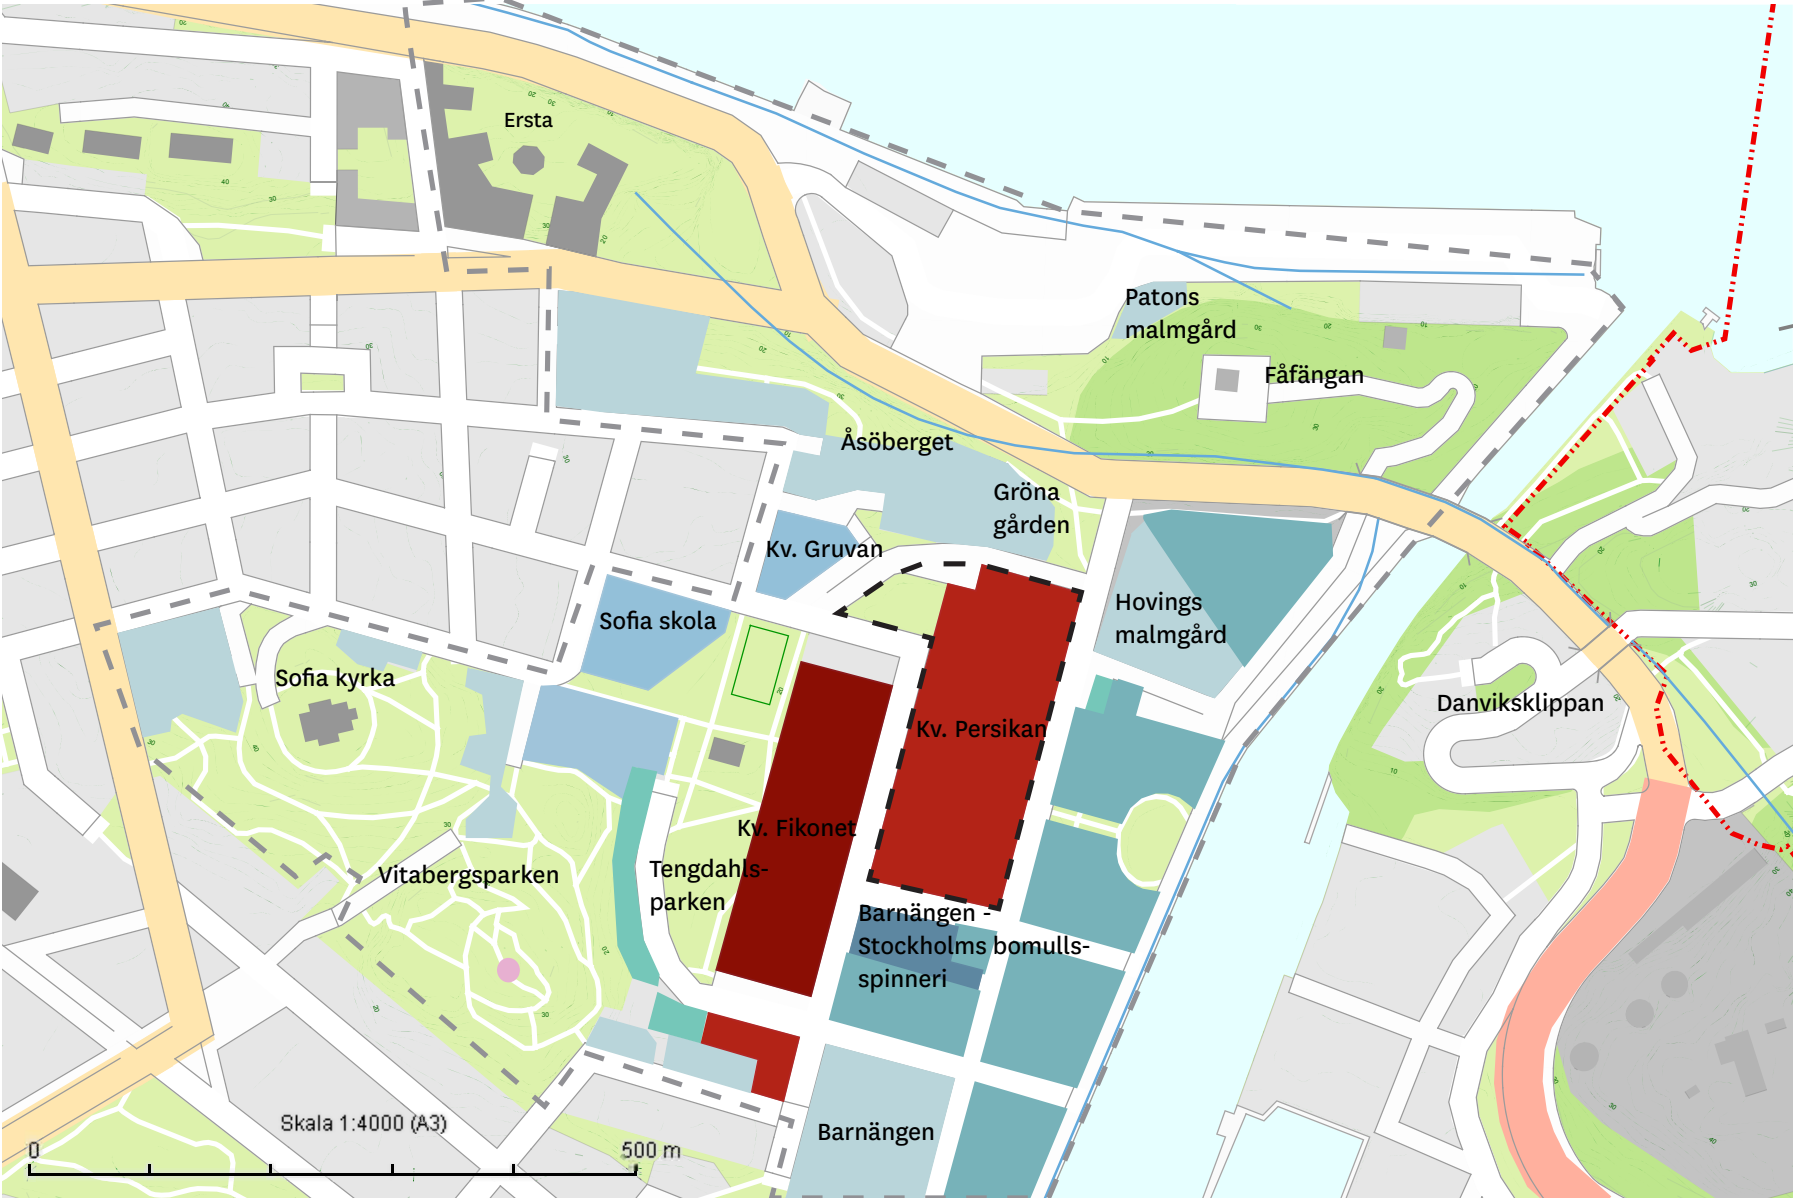 Ersta
Patons
malmgård
Fåfängan
Åsöberget
Gröna
gården
Kv. Gruvan
Hovings
malmgård
Sofia skola
Sofia kyrka
Danviksklippan
Kv. Persikan
Kv. Fikonet
Tengdahls-
parken
Vitabergsparken
Barnängen -
Stockholms bomulls-
spinneri
Barnängen
Skala 1:4000 (A3)
0
500 m